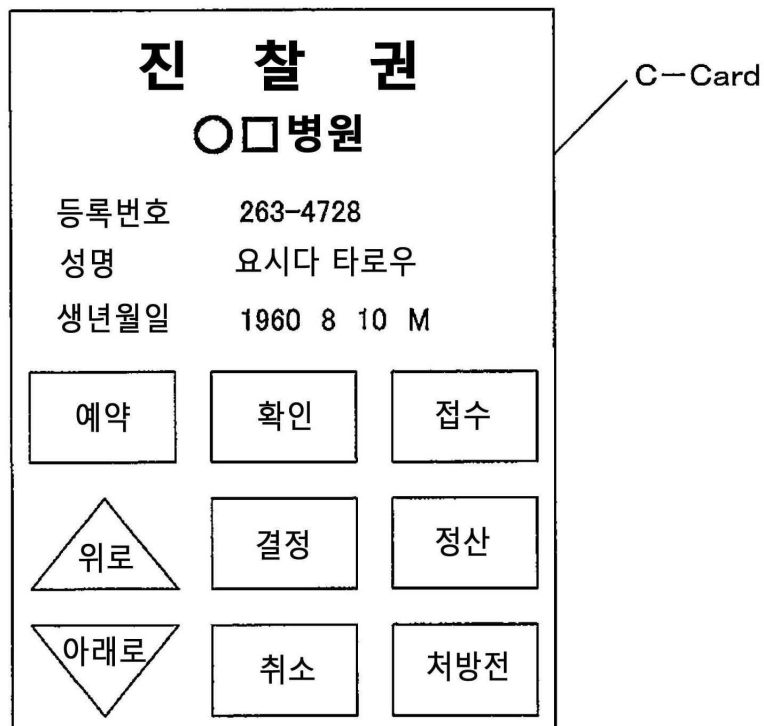 진 찰 권
○□병원
C-Card
등록번호 263-4728
성명 요시다 타로우
생년월일 1960 8 10 M
예약 확인 접수
위로 결정 정산
아래로 취소 처방전